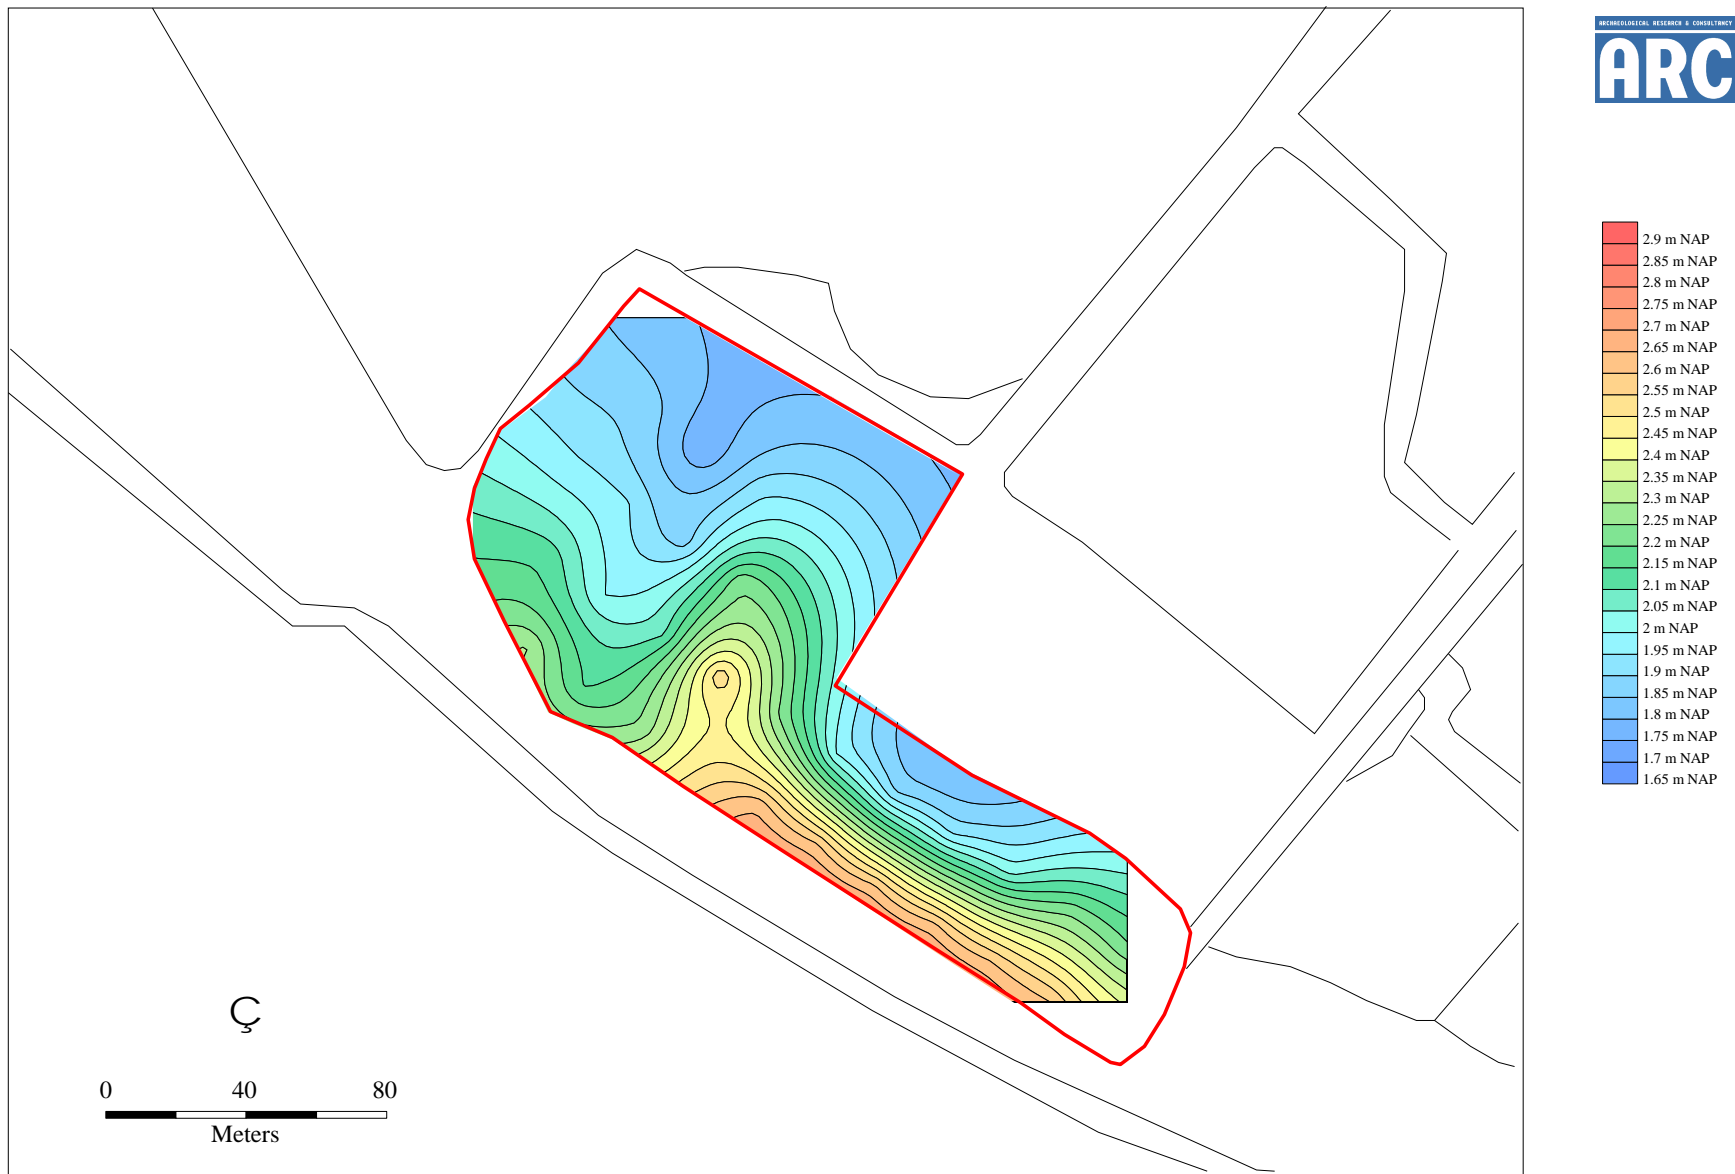 ARCHAEOLOGICAL RESEARCH & CONSULTANCY
ARC
2.9 m NAP
2.85 m NAP
2.8 m NAP
2.75 m NAP
2.7 m NAP
2.65 m NAP
2.6 m NAP
2.55 m NAP
2.5 m NAP
2.45 m NAP
2.4 m NAP
2.35 m NAP
2.3 m NAP
2.25 m NAP
2.2 m NAP
2.15 m NAP
2.1 m NAP
2.05 m NAP
2 m NAP
1.95 m NAP
1.9 m NAP
1.85 m NAP
1.8 m NAP
1.75 m NAP
1.7 m NAP
1.65 m NAP
Ç
0 40 80
Meters